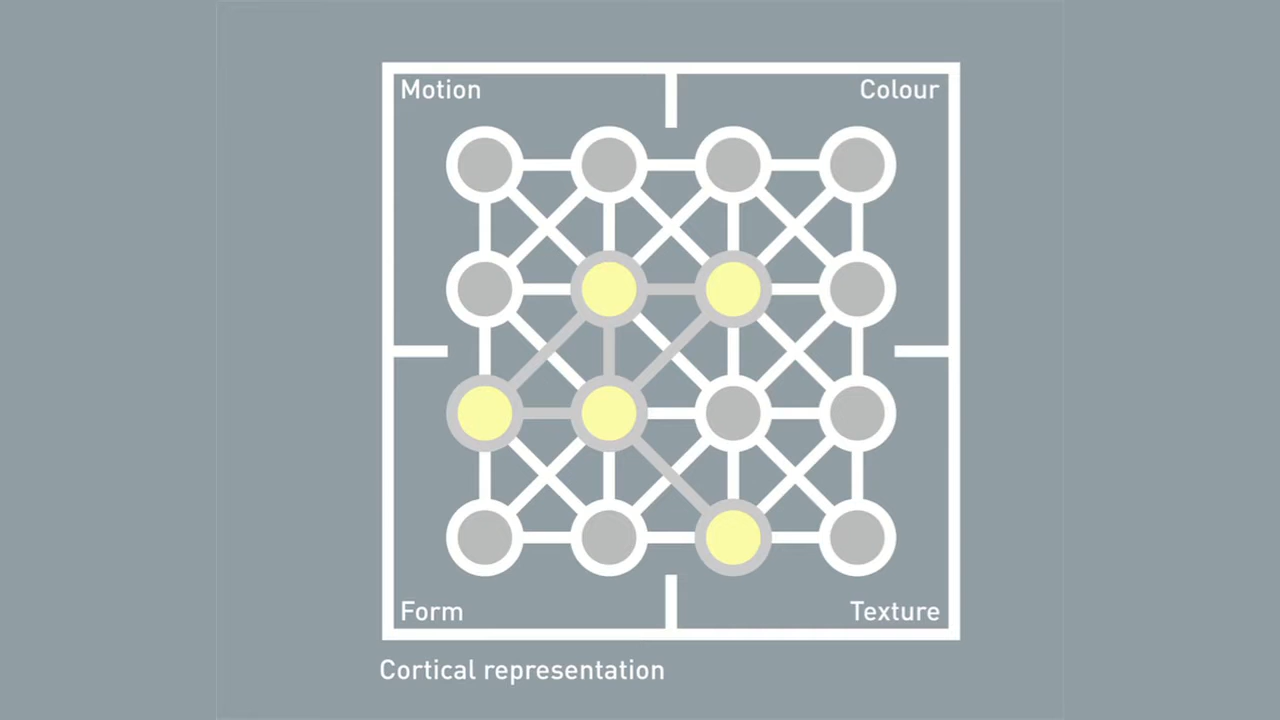 Motion
Colour
Form
Texture
Cortical representation